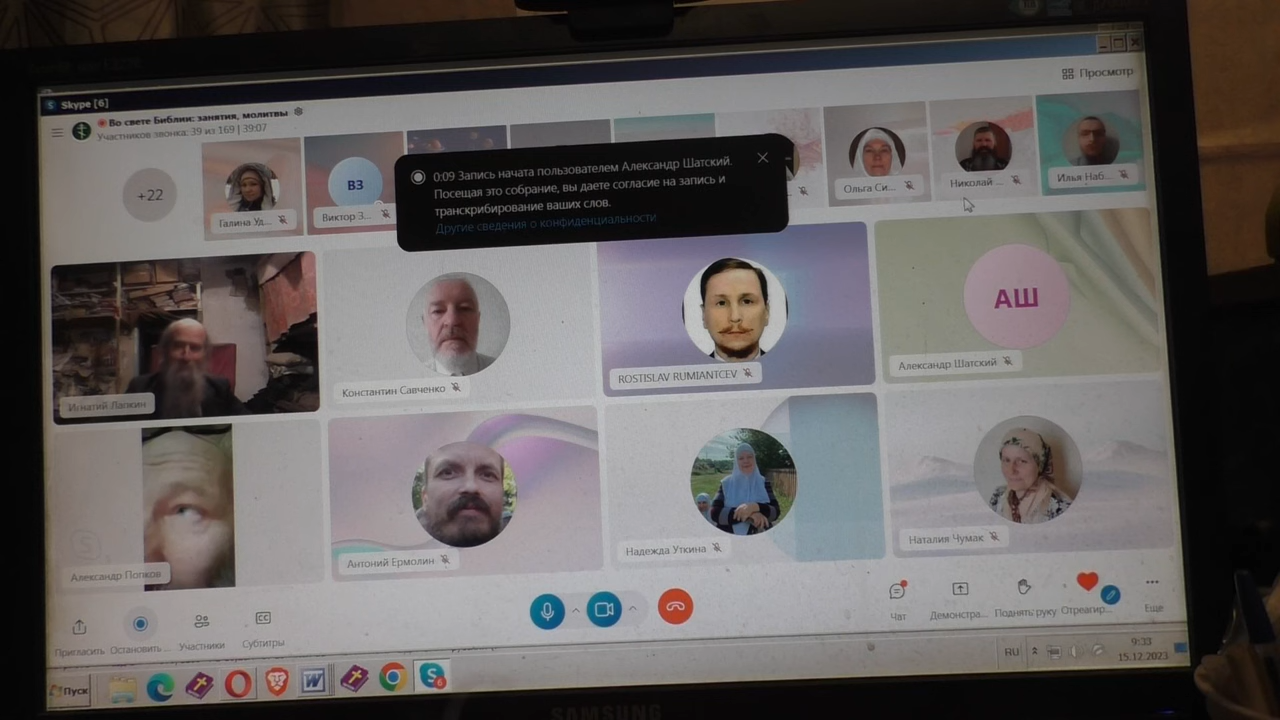 Skype [6]
Просмотр
Во свете Библии: занятия, молитвы
Участников звонка: 39 из 169 | 39:07
+22
Галина Уд...
ВЗ
Виктор З...
0:09 Запись начата пользователем Александр Шатский.
Посещая это собрание, вы даете согласие на запись и
транскрибирование ваших слов.
Другие сведения о конфиденциальности
Ольга Си...
Николай ...
Илья Наб...
Игнатий Лапкин
Константин Савченко
ROSTISLAV RUMIANTCEV
АШ
Александр Шатский
Александр Попков
Антоний Ермолин
Надежда Уткина
Наталия Чумак
Пригласить
Остановить ...
Участники
CC
Субтитры
Чат
Демонстра...
Поднять руку
Отреагир...
Еще
Пуск
W
S
6
RU
9:33
15.12.2023
SAMSUNG